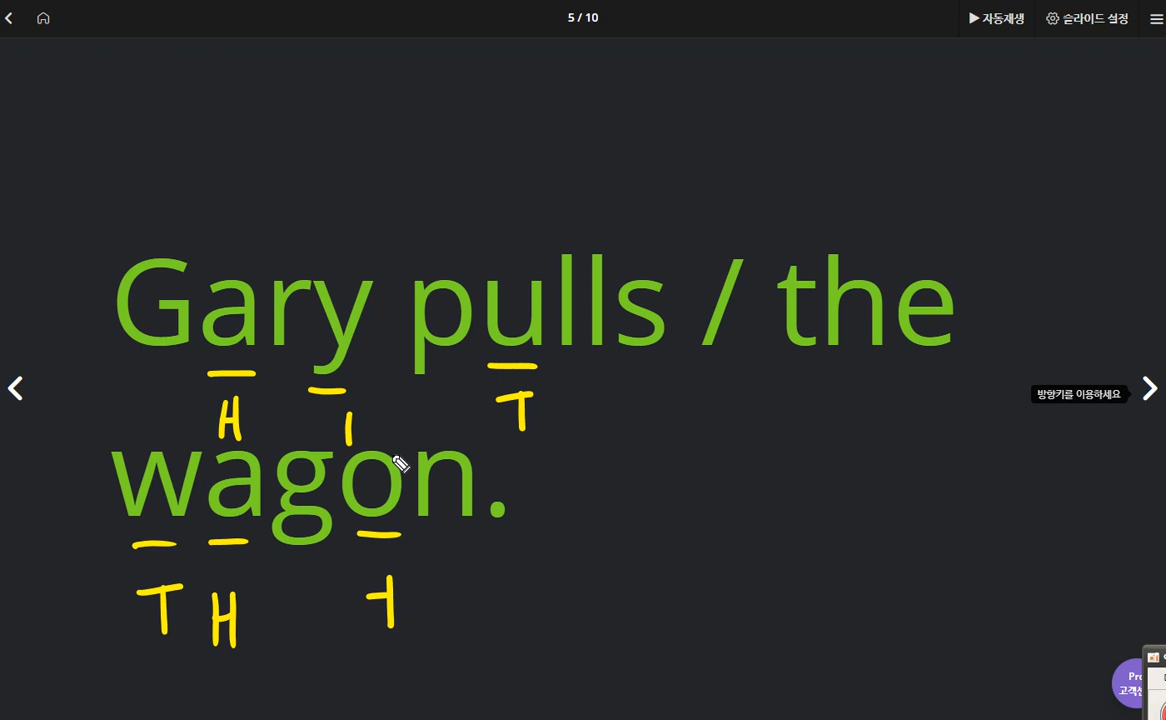 5 / 10
자동재생
슬라이드 설정
Gary pulls / the
ㅐ ㅣ ㅜ
방향키를 이용하세요
wagon.
ㅜ ㅐ ㅓ